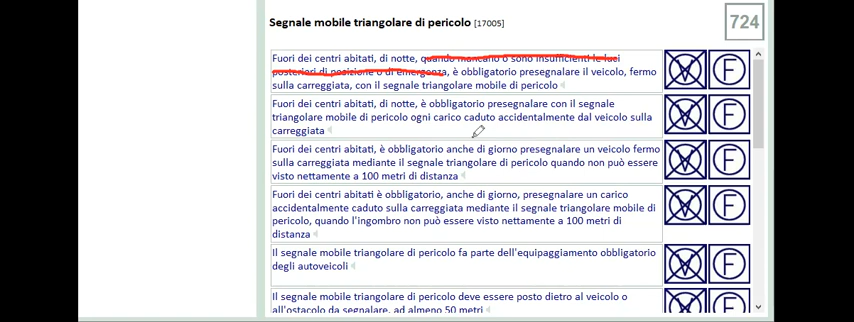 Segnale mobile triangolare di pericolo [17005]
724
Fuori dei centri abitati, di notte, quando mancano o sono insufficienti le luci
posteriori di posizione o di emergenza, è obbligatorio presegnalare il veicolo, fermo
sulla carreggiata, con il segnale triangolare mobile di pericolo
V F
Fuori dei centri abitati, di notte, è obbligatorio presegnalare con il segnale
triangolare mobile di pericolo ogni carico caduto accidentalmente dal veicolo sulla
carreggiata
V F
Fuori dei centri abitati, è obbligatorio anche di giorno presegnalare un veicolo fermo
sulla carreggiata mediante il segnale triangolare di pericolo quando non può essere
visto nettamente a 100 metri di distanza
V F
Fuori dei centri abitati è obbligatorio, anche di giorno, presegnalare un carico
accidentalmente caduto sulla carreggiata mediante il segnale triangolare mobile di
pericolo, quando l'ingombro non può essere visto nettamente a 100 metri di
distanza
V F
Il segnale mobile triangolare di pericolo fa parte dell'equipaggiamento obbligatorio
degli autoveicoli
V F
Il segnale mobile triangolare di pericolo deve essere posto dietro al veicolo o
all'ostacolo da segnalare, ad almeno 50 metri
V F